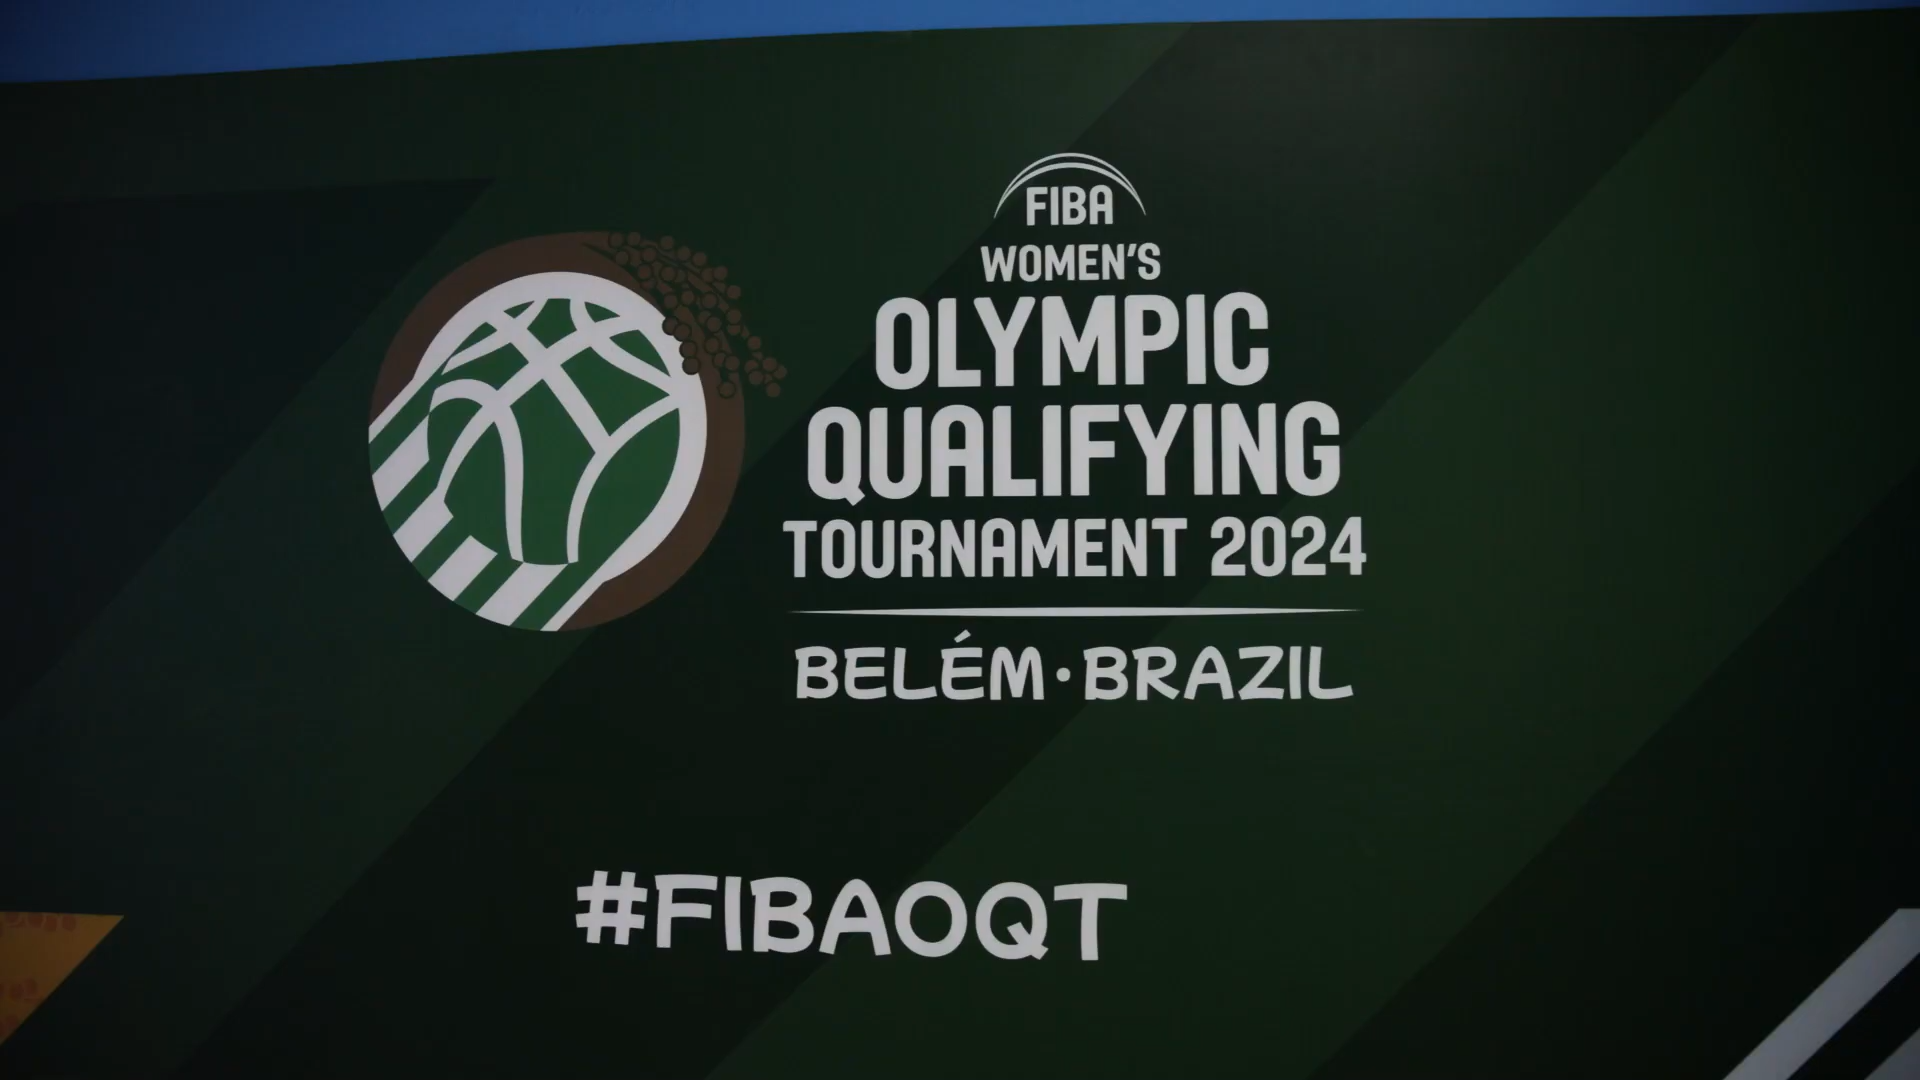 FIBA
WOMEN'S
OLYMPIC
QUALIFYING
TOURNAMENT 2024
BELÉM·BRAZIL
#FIBAOQT